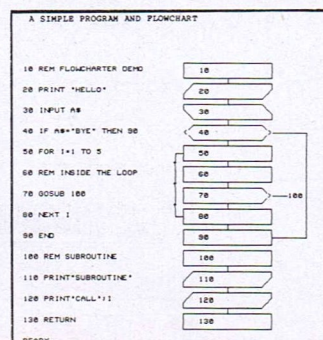 A SIMPLE PROGRAM AND FLOWCHART
10 REM FLOWCHARTER DEMO
10
20 PRINT "HELLO"
20
30 INPUT A$
30
40 IF A$="BYE" THEN 90
40
50 FOR I=1 TO 5
50
60 REM INSIDE THE LOOP
60
70 GOSUB 100
70
100
80 NEXT I
80
90 END
90
100 REM SUBROUTINE
100
110 PRINT"SUBROUTINE"
110
120 PRINT"CALL";I
120
130 RETURN
130
READY